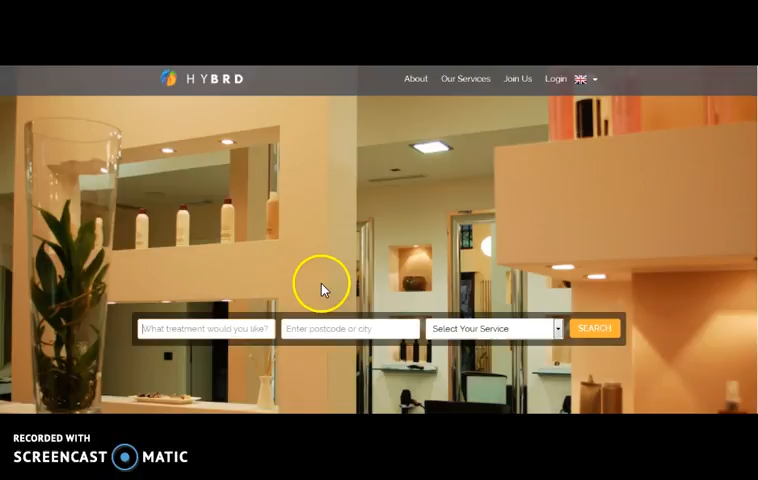 HYBRD
About Our Services Join Us Login
What treatment would you like? Enter postcode or city Select Your Service SEARCH
RECORDED WITH
SCREENCAST MATIC